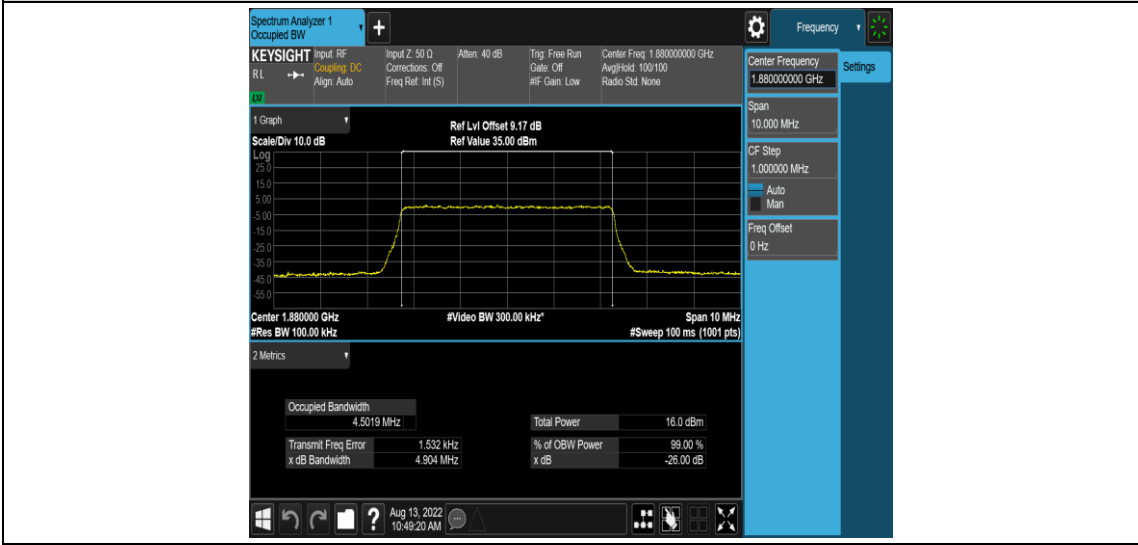 Spectrum Analyzer 1
Occupied BW
+
Frequency
KEYSIGHT
RL
LM
Input: RF
Coupling: DC
Align: Auto
Input Z: 50 Ω
Corrections: Off
Freq Ref: Int (S)
Atten: 40 dB
Trig: Free Run
Gate: Off
#IF Gain: Low
Center Freq: 1.880000000 GHz
Avg|Hold: 100/100
Radio Std: None
Center Frequency
1.880000000 GHz
Settings
Span
10.000 MHz
CF Step
1.000000 MHz
Auto
Man
Freq Offset
0 Hz
1 Graph
Scale/Div 10.0 dB
Ref Lvl Offset 9.17 dB
Ref Value 35.00 dBm
Log
25.0
15.0
5.00
-5.00
-15.0
-25.0
-35.0
-45.0
-55.0
Center 1.880000 GHz
#Video BW 300.00 kHz*
Span 10 MHz
#Res BW 100.00 kHz
#Sweep 100 ms (1001 pts)
2 Metrics
Occupied Bandwidth
4.5019 MHz
Total Power 16.0 dBm
Transmit Freq Error 1.532 kHz
% of OBW Power 99.00 %
x dB Bandwidth 4.904 MHz
x dB -26.00 dB
?
Aug 13, 2022
10:49:20 AM